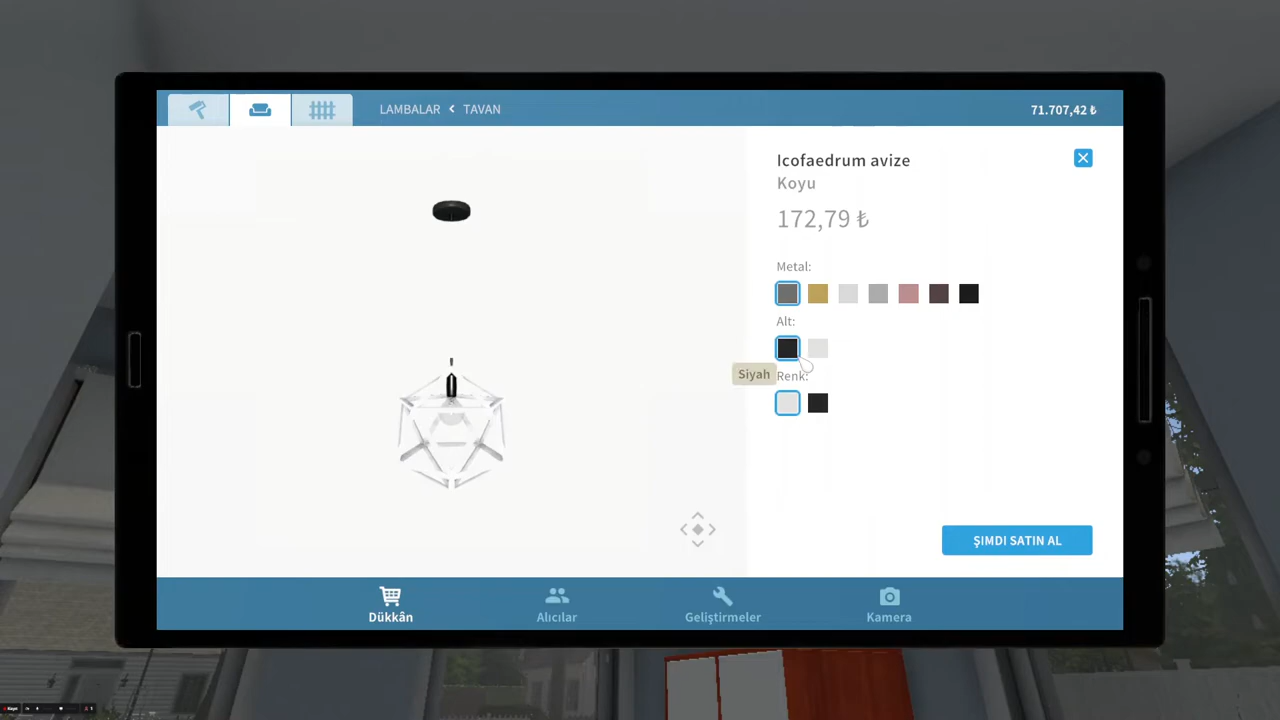 LAMBALAR < TAVAN
71.707,42 ₺
Icofaedrum avize
Koyu
172,79 ₺
Metal:
Alt:
Siyah
Renk:
ŞIMDI SATIN AL
Dükkân
Alıcılar
Geliştirmeler
Kamera